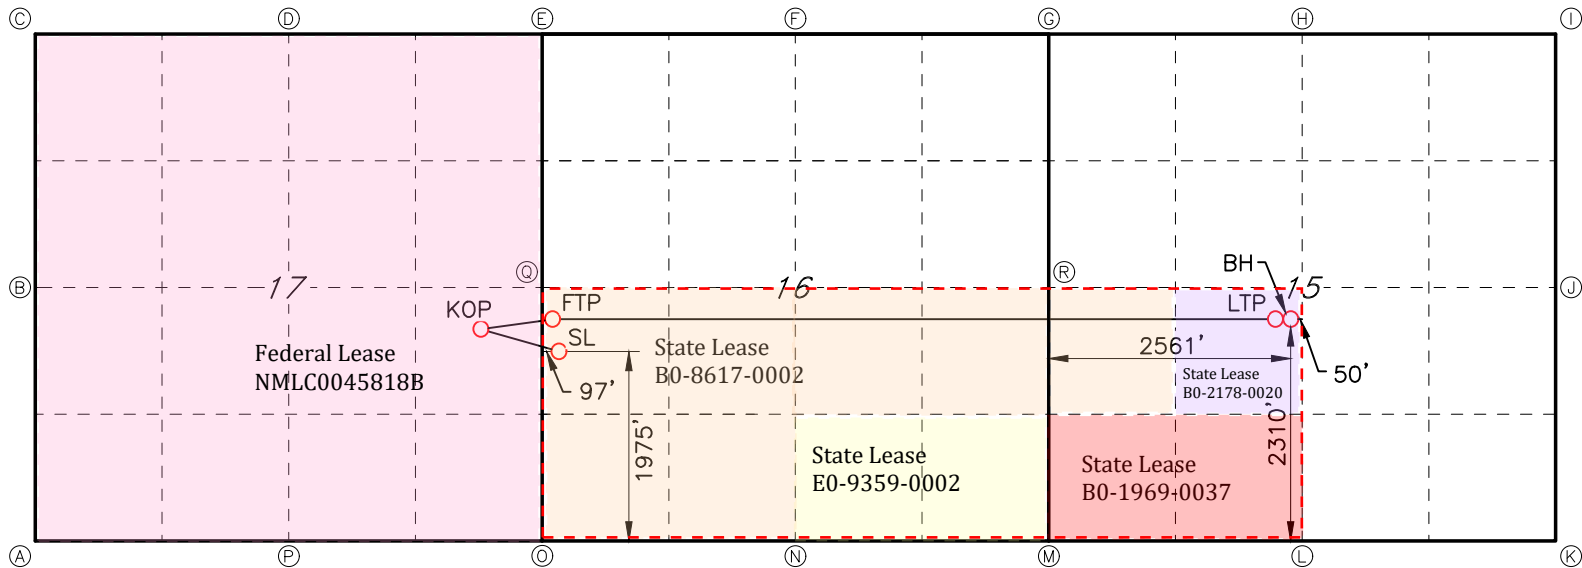 C D E F G H I
B Q R J
17 16 15
BH
KOP FTP LTP
SL
Federal Lease
NMLC0045818B
State Lease
B0-8617-0002
97'
1975'
2561'
State Lease
B0-2178-0020
50'
2310'
State Lease
E0-9359-0002
State Lease
B0-1969-0037
A P O N M L K